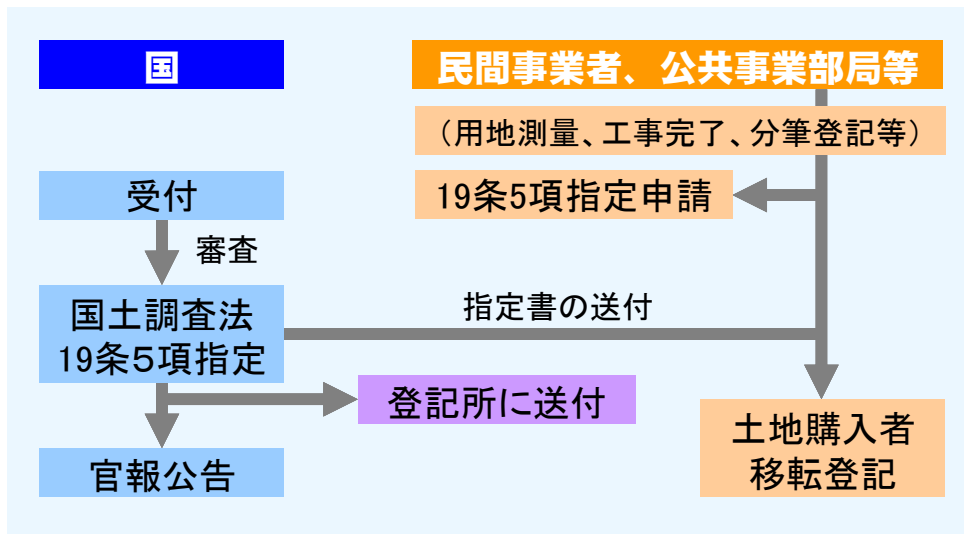 国
民間事業者、公共事業部局等
（用地測量、工事完了、分筆登記等）
受付
19条5項指定申請
審査
国土調査法
19条５項指定
指定書の送付
登記所に送付
土地購入者
移転登記
官報公告